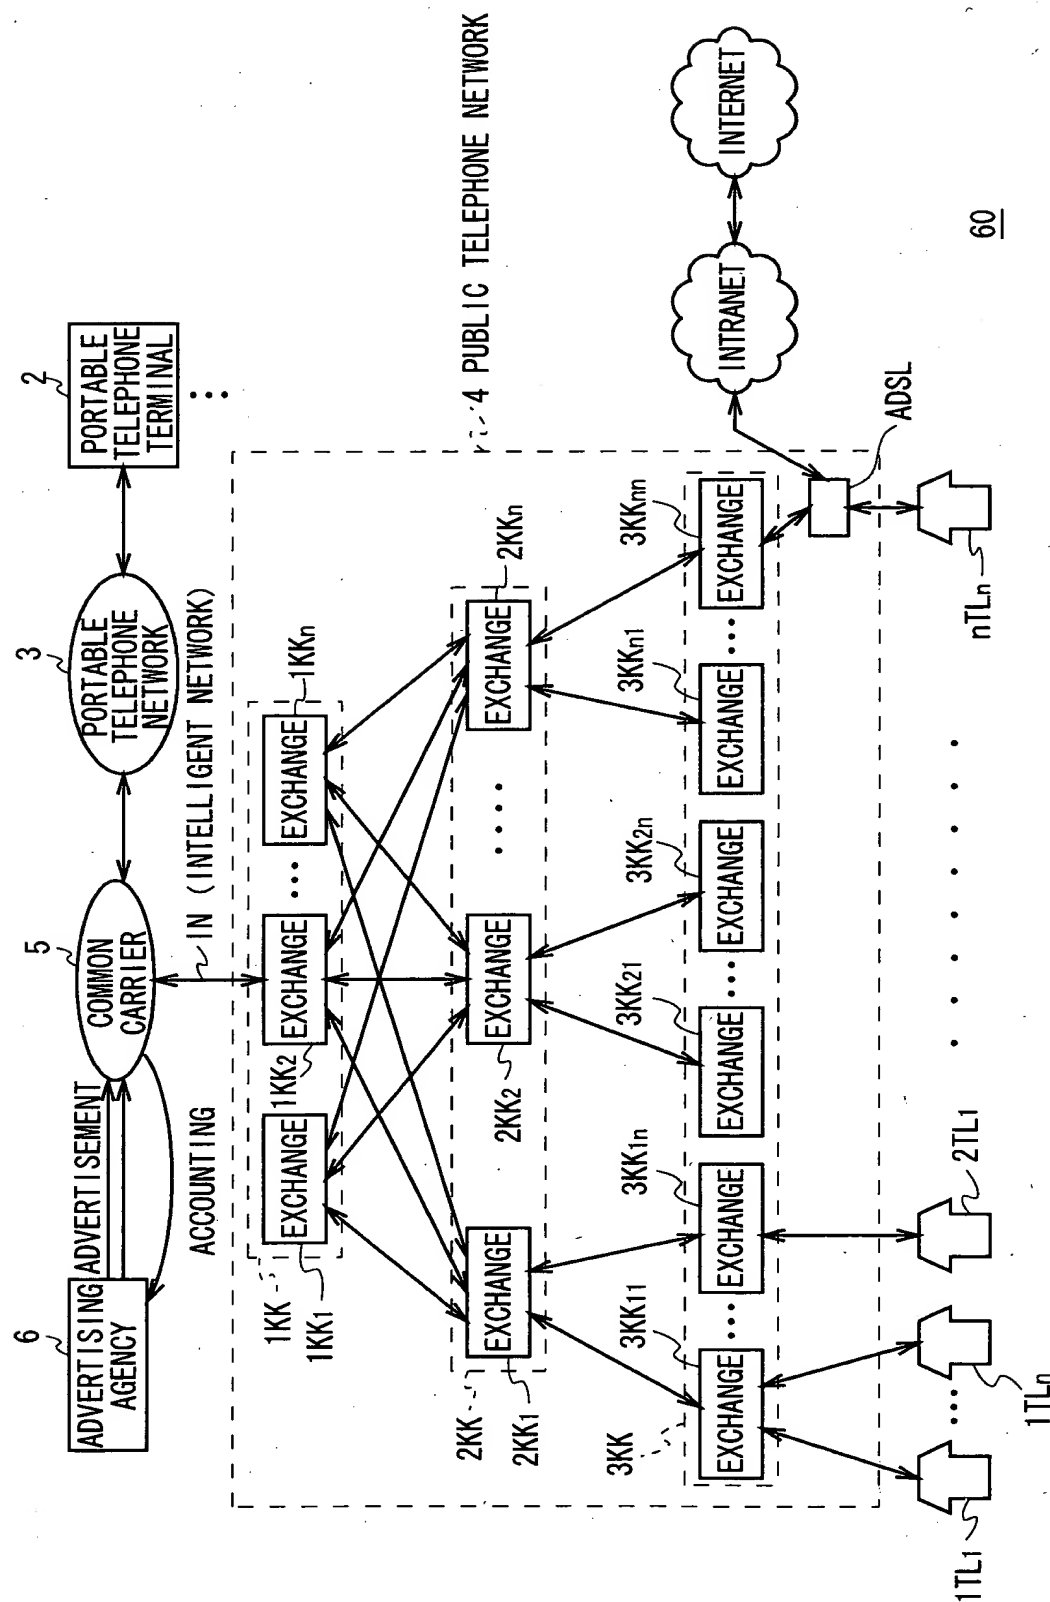 6
ADVERTISING
AGENCY
ADVERTISEMENT
ACCOUNTING
5
COMMON
CARRIER
IN (INTELLIGENT NETWORK)
3
PORTABLE
TELEPHONE
NETWORK
2
PORTABLE
TELEPHONE
TERMINAL
4 PUBLIC TELEPHONE NETWORK
1KK
1KK1
EXCHANGE
1KK2
EXCHANGE
1KKn
EXCHANGE
2KK
2KK1
EXCHANGE
2KK2
EXCHANGE
2KKn
EXCHANGE
3KK
3KK11
EXCHANGE
3KK1n
EXCHANGE
3KK21
EXCHANGE
3KK2n
EXCHANGE
3KKn1
EXCHANGE
3KKnn
EXCHANGE
ADSL
INTRANET
INTERNET
1TL1
1TLn
2TL1
nTLn
60